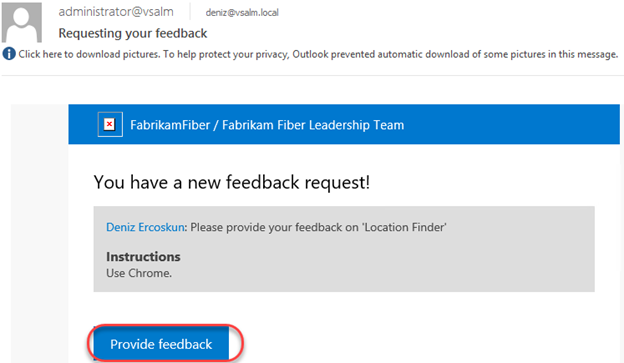 administrator@vsalm deniz@vsalm.local
Requesting your feedback
Click here to download pictures. To help protect your privacy, Outlook prevented automatic download of some pictures in this message.
FabrikamFiber / Fabrikam Fiber Leadership Team
You have a new feedback request!
Deniz Ercoskun: Please provide your feedback on 'Location Finder'
Instructions
Use Chrome.
Provide feedback